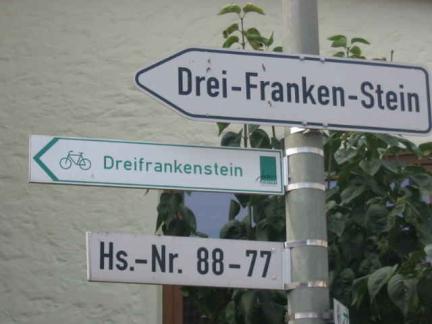 Drei-Franken-Stein
Dreifrankenstein
Hs.-Nr. 88-77